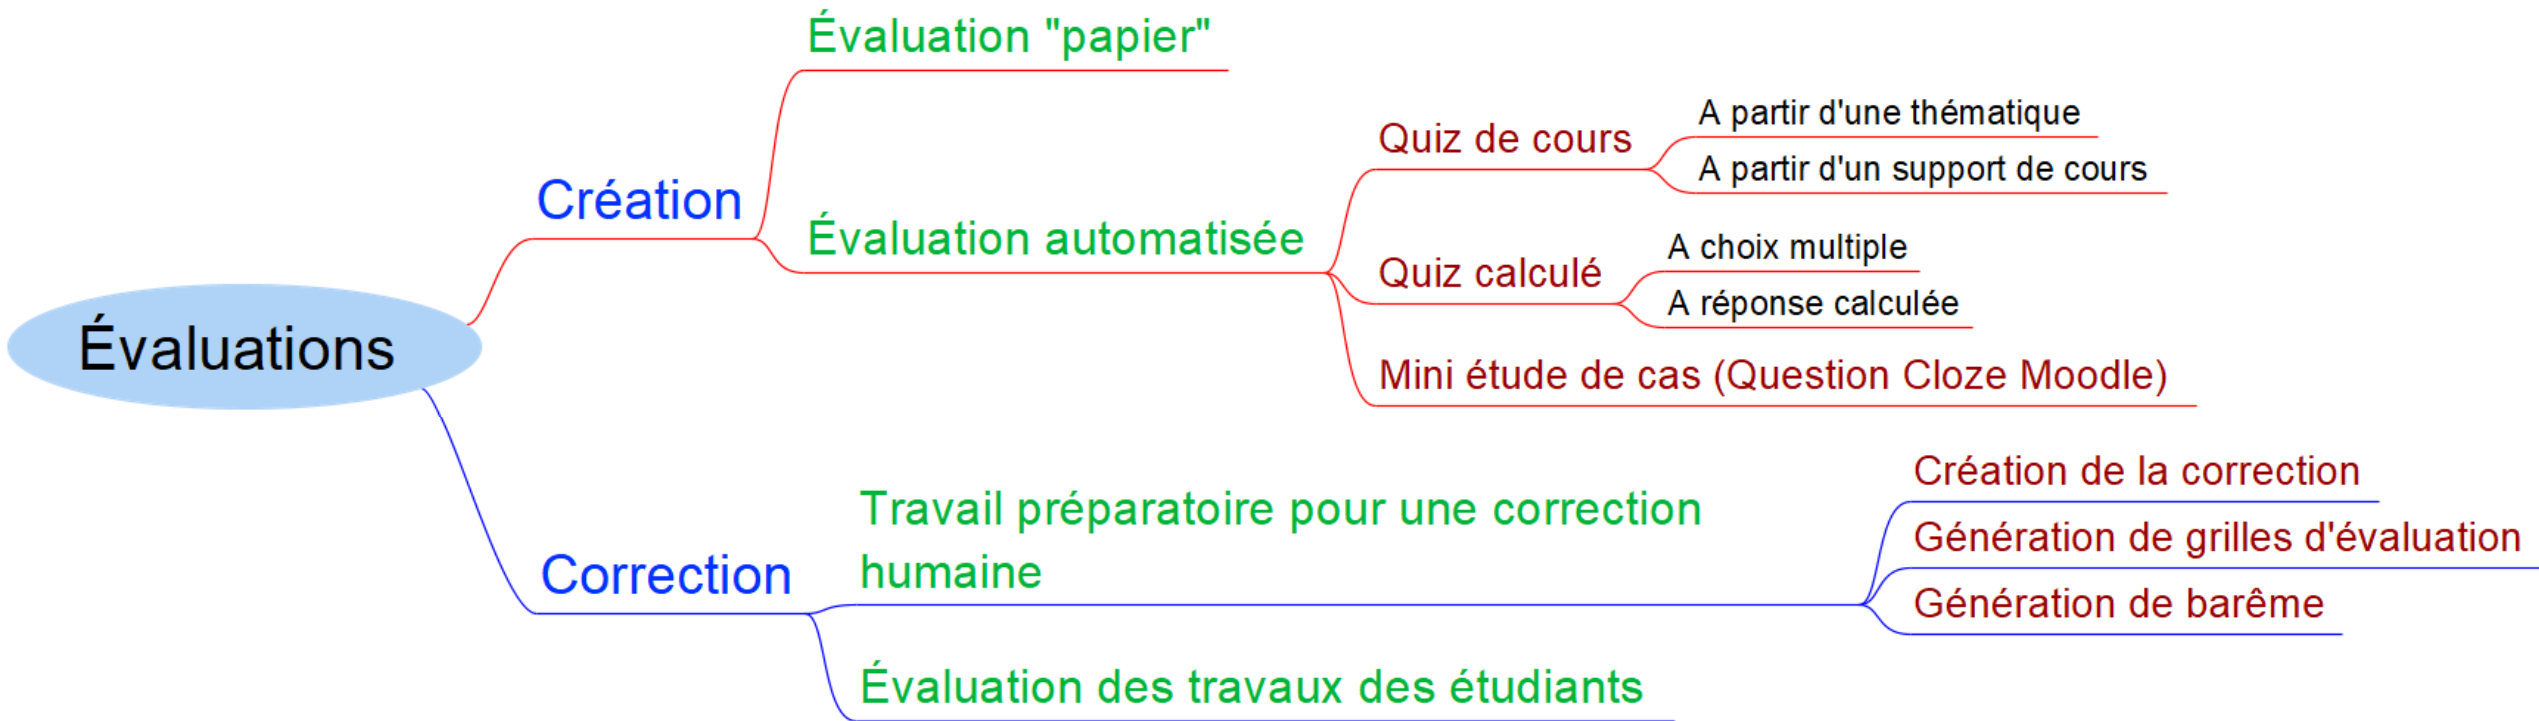 Évaluations
Création
Évaluation "papier"
Évaluation automatisée
Quiz de cours
A partir d'une thématique
A partir d'un support de cours
Quiz calculé
A choix multiple
A réponse calculée
Mini étude de cas (Question Cloze Moodle)
Correction
Travail préparatoire pour une correction
humaine
Création de la correction
Génération de grilles d'évaluation
Génération de barême
Évaluation des travaux des étudiants